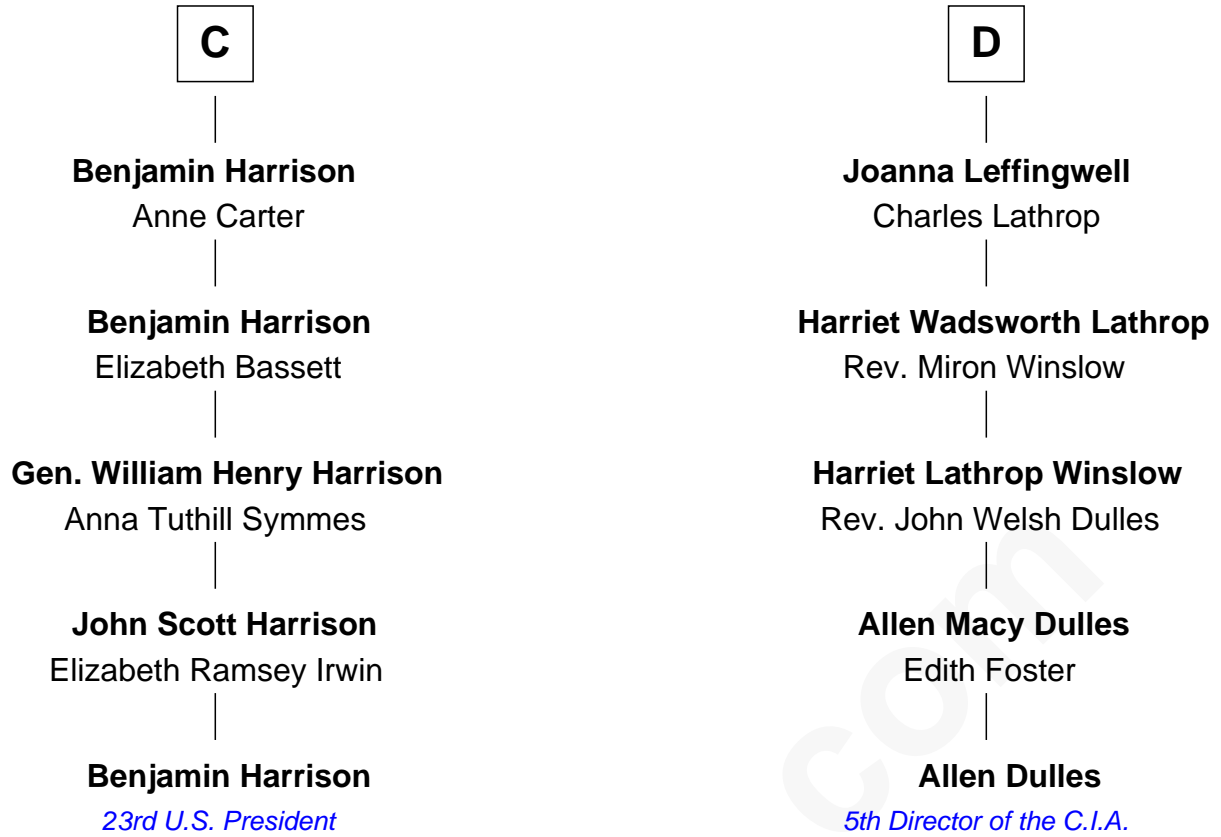 C
Benjamin Harrison
Anne Carter
Benjamin Harrison
Elizabeth Bassett
Gen. William Henry Harrison
Anna Tuthill Symmes
John Scott Harrison
Elizabeth Ramsey Irwin
Benjamin Harrison
23rd U.S. President
D
Joanna Leffingwell
Charles Lathrop
Harriet Wadsworth Lathrop
Rev. Miron Winslow
Harriet Lathrop Winslow
Rev. John Welsh Dulles
Allen Macy Dulles
Edith Foster
Allen Dulles
5th Director of the C.I.A.
com